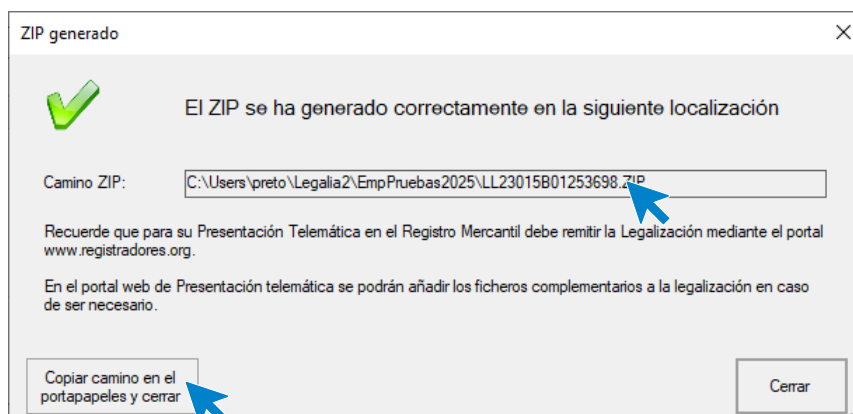 ZIP generado
El ZIP se ha generado correctamente en la siguiente localización
Camino ZIP: C:\Users\preto\Legalia2\EmpPruebas2025\LL23015B01253698.ZIP
Recuerde que para su Presentación Telemática en el Registro Mercantil debe remitir la Legalización mediante el portal
www.registradores.org.
En el portal web de Presentación telemática se podrán añadir los ficheros complementarios a la legalización en caso
de ser necesario.
Copiar camino en el
portapapeles y cerrar
Cerrar